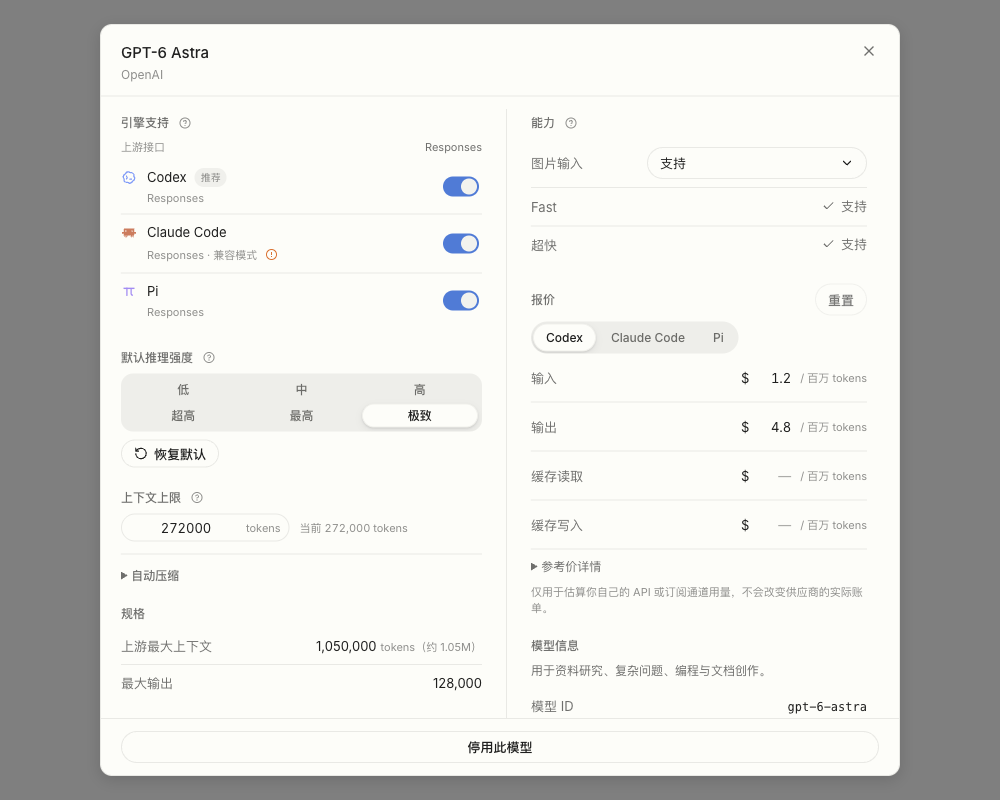 GPT-6 Astra
OpenAI
引擎支持
上游接口 Responses
Codex 推荐
Responses
Claude Code
Responses · 兼容模式
Pi
Responses
默认推理强度
低 中 高
超高 最高 极致
恢复默认
上下文上限
272000 tokens 当前 272,000 tokens
自动压缩
规格
上游最大上下文 1,050,000 tokens（约 1.05M）
最大输出 128,000
能力
图片输入 支持
Fast 支持
超快 支持
报价 重置
Codex Claude Code Pi
输入 $ 1.2 / 百万 tokens
输出 $ 4.8 / 百万 tokens
缓存读取 $ — / 百万 tokens
缓存写入 $ — / 百万 tokens
参考价详情
仅用于估算你自己的 API 或订阅通道用量，不会改变供应商的实际账
单。
模型信息
用于资料研究、复杂问题、编程与文档创作。
模型 ID gpt-6-astra
停用此模型